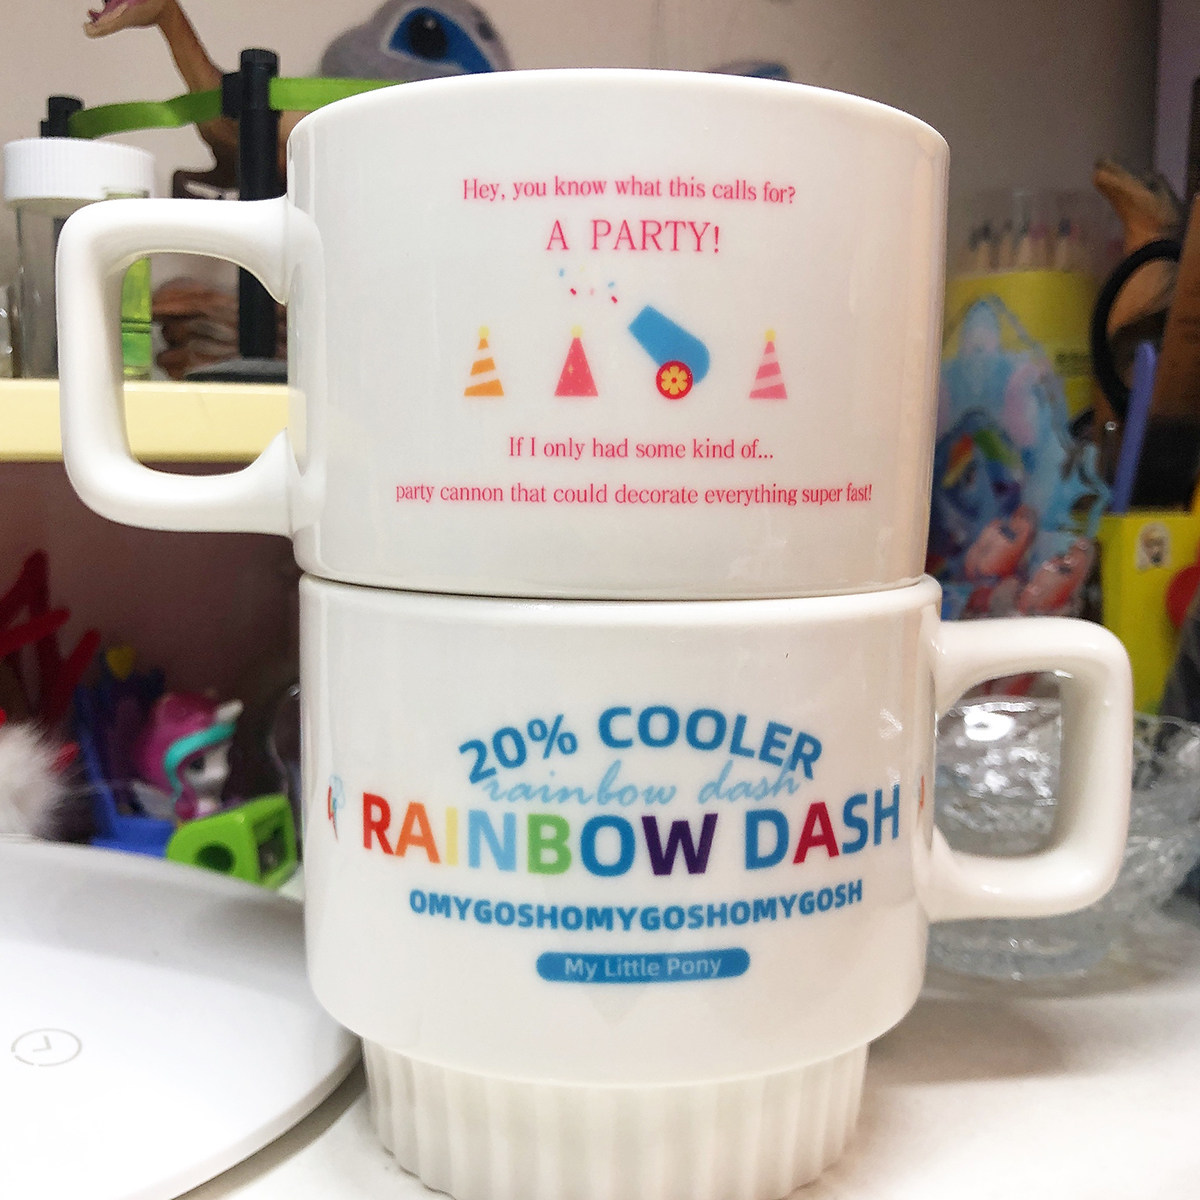 Hey, you know what this calls for?
A PARTY!
If I only had some kind of...
party cannon that could decorate everything super fast!
20% COOLER
rainbow dash
RAINBOW DASH
OMYGOSHOMYGOSHOMYGOSH
My Little Pony